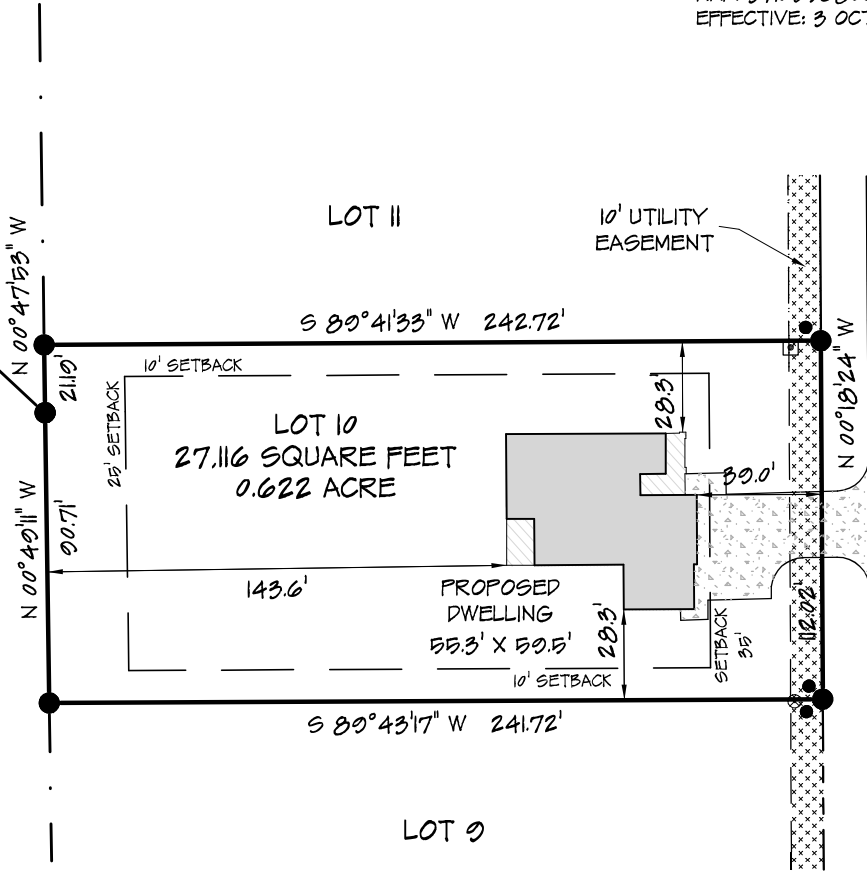 EFFECTIVE: 3 OCT
LOT 11
10' UTILITY
EASEMENT
N 00°47'53" W
S 89°41'33" W 242.72'
21.19'
10' SETBACK
25' SETBACK
LOT 10
27,116 SQUARE FEET
0.622 ACRE
28.3'
N 00°18'24" W
39.0'
N 00°49'11" W
90.71'
143.6'
PROPOSED
DWELLING
55.3' X 59.5'
28.3'
10' SETBACK
SETBACK
35'
112.02'
S 89°43'17" W 241.72'
LOT 9